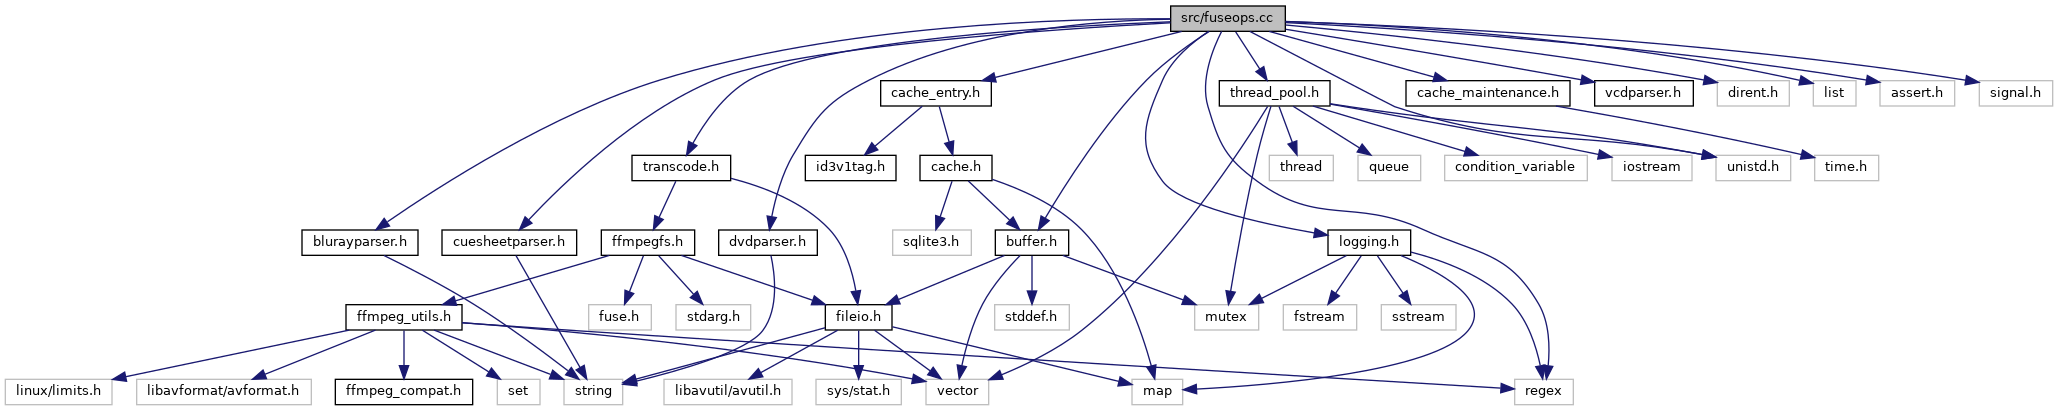 src/fuseops.cc
cache_entry.h
thread_pool.h
cache_maintenance.h
vcdparser.h
dirent.h
list
assert.h
signal.h
transcode.h
id3v1tag.h
cache.h
thread
queue
condition_variable
iostream
unistd.h
time.h
blurayparser.h
cuesheetparser.h
ffmpegfs.h
dvdparser.h
sqlite3.h
buffer.h
logging.h
ffmpeg_utils.h
fuse.h
stdarg.h
fileio.h
stddef.h
mutex
fstream
sstream
linux/limits.h
libavformat/avformat.h
ffmpeg_compat.h
set
string
libavutil/avutil.h
sys/stat.h
vector
map
regex